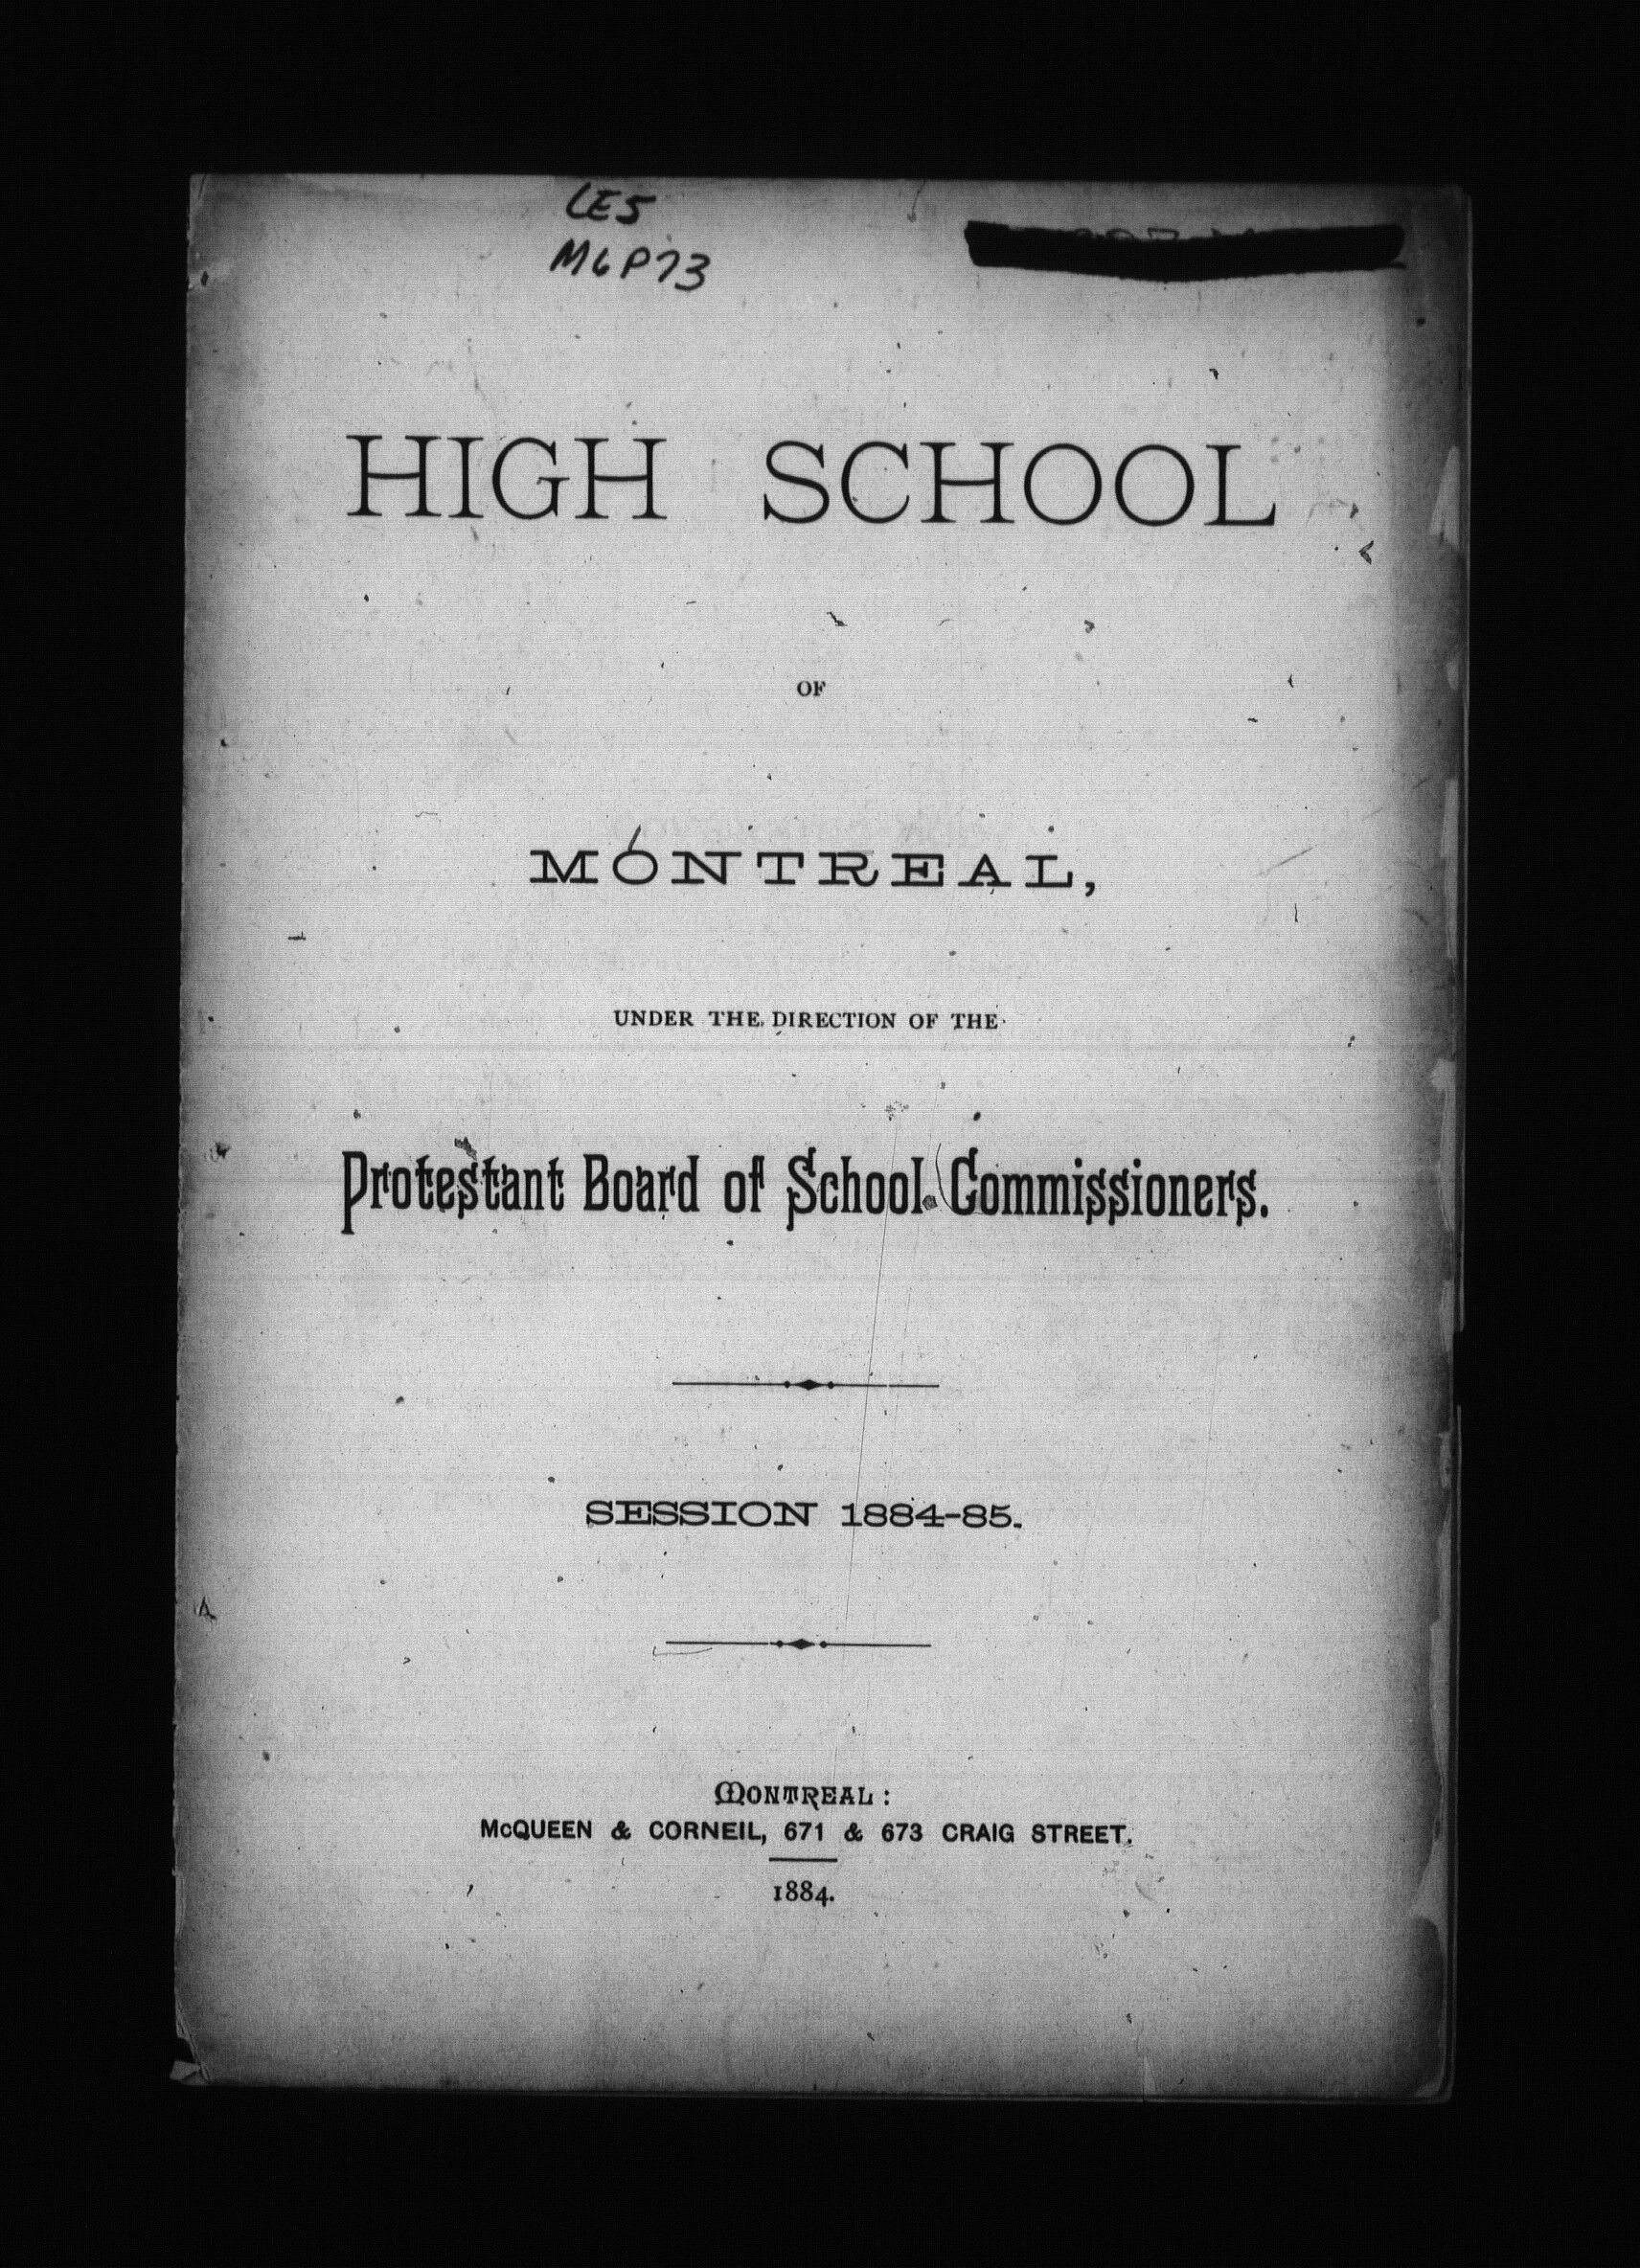 LE5
M6P73
HIGH SCHOOL
OF
MONTREAL,
UNDER THE DIRECTION OF THE
Protestant Board of School Commissioners.
SESSION 1884-85.
MONTREAL:
McQUEEN & CORNEIL, 671 & 673 CRAIG STREET.
1884.